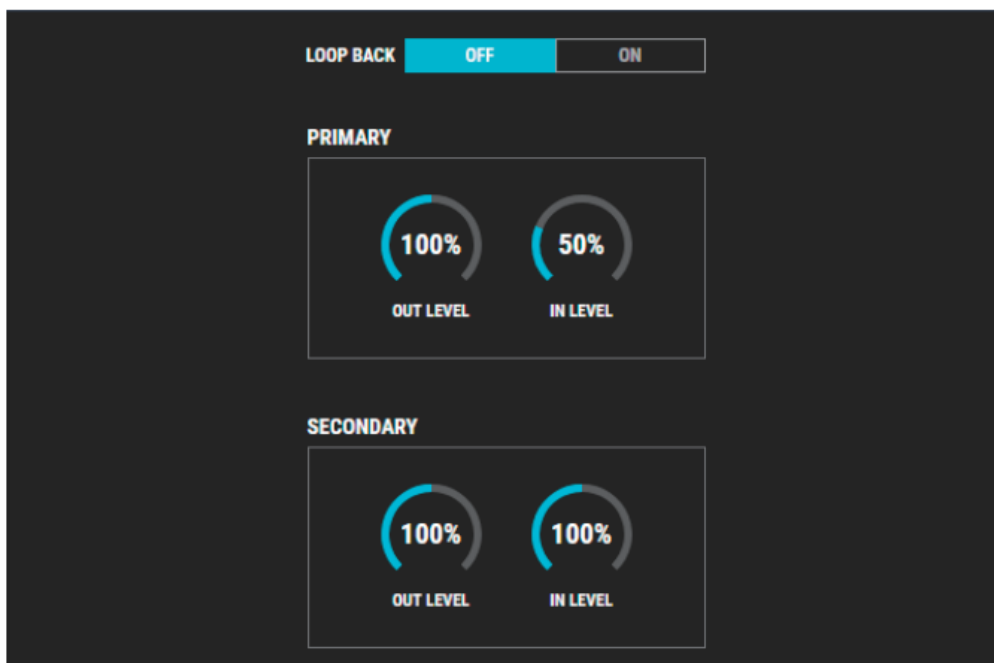 LOOP BACK OFF ON
PRIMARY
100% 50%
OUT LEVEL IN LEVEL
SECONDARY
100% 100%
OUT LEVEL IN LEVEL